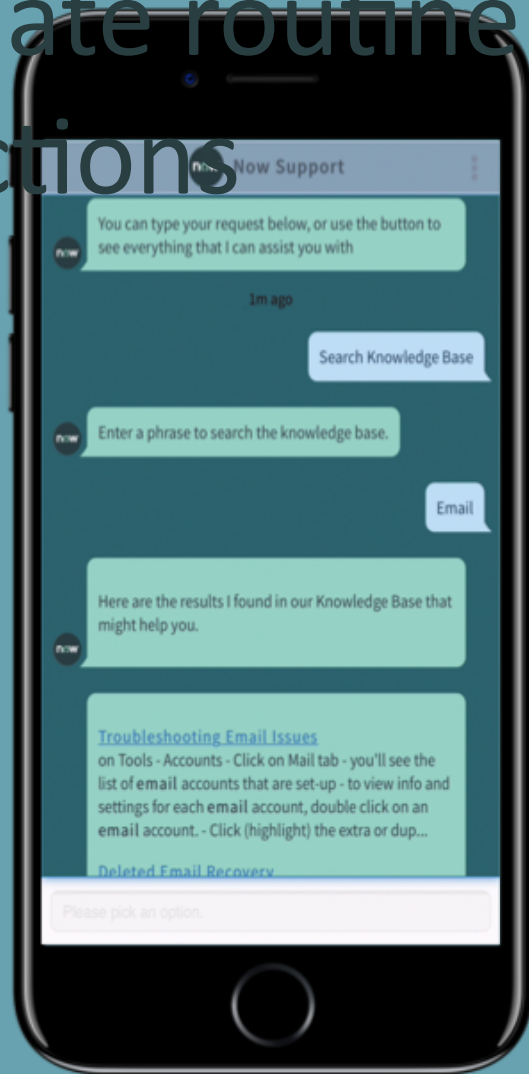 ate routine
ctions
now Now Support
You can type your request below, or use the button to
see everything that I can assist you with
now
1m ago
Search Knowledge Base
Enter a phrase to search the knowledge base.
now
Email
Here are the results I found in our Knowledge Base that
might help you.
now
Troubleshooting Email Issues
on Tools - Accounts - Click on Mail tab - you'll see the
list of email accounts that are set-up - to view info and
settings for each email account, double click on an
email account. - Click (highlight) the extra or dup...
Deleted Email Recovery
Please pick an option.